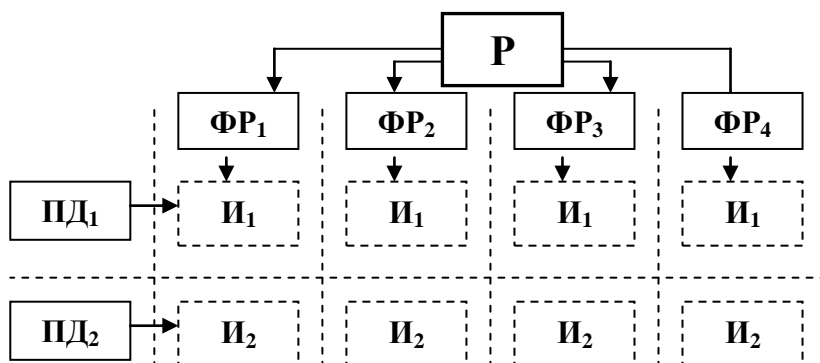 Р
ФР₁ ФР₂ ФР₃ ФР₄
ПД₁ И₁ И₁ И₁ И₁
ПД₂ И₂ И₂ И₂ И₂